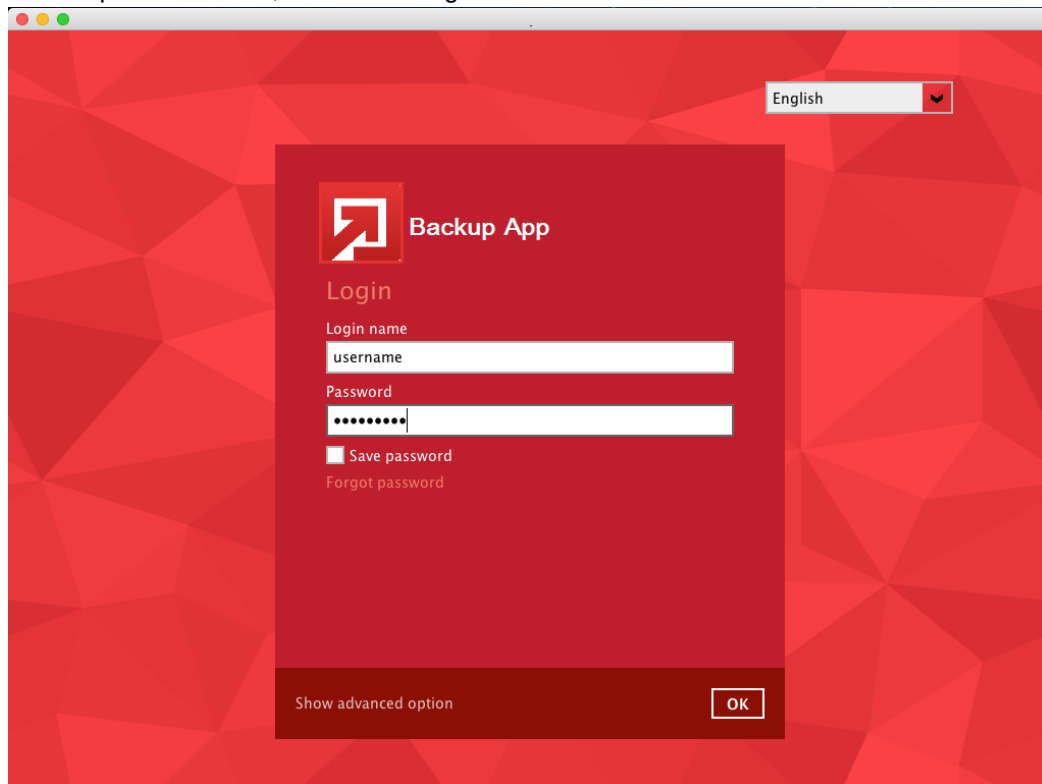 English
Backup App
Login
Login name
username
Password
•••••••••
Save password
Forgot password
Show advanced option
OK